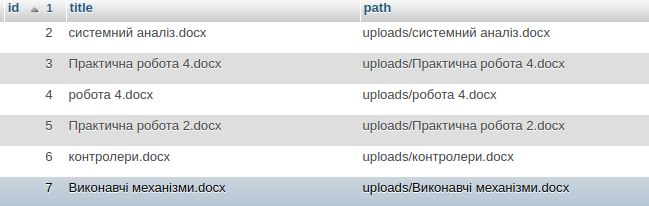 id 1 title path
2 системний аналіз.docx uploads/системний аналіз.docx
3 Практична робота 4.docx uploads/Практична робота 4.docx
4 робота 4.docx uploads/робота 4.docx
5 Практична робота 2.docx uploads/Практична робота 2.docx
6 контролери.docx uploads/контролери.docx
7 Виконавчі механізми.docx uploads/Виконавчі механізми.docx